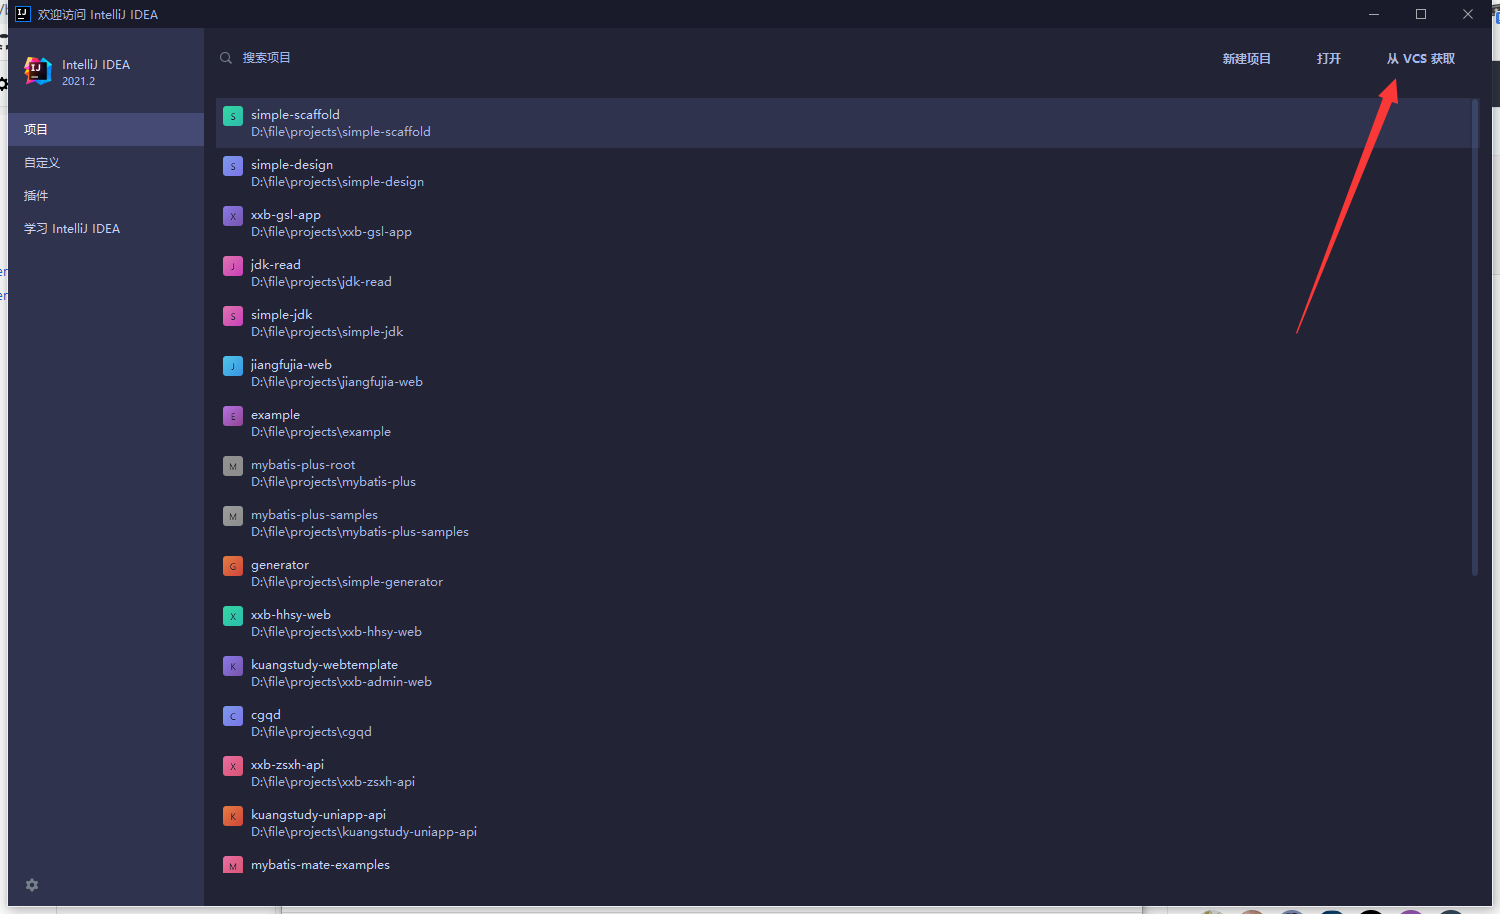 欢迎访问 IntelliJ IDEA
IntelliJ IDEA
2021.2
项目
自定义
插件
学习 IntelliJ IDEA
搜索项目
新建项目
打开
从 VCS 获取
S
simple-scaffold
D:\file\projects\simple-scaffold
S
simple-design
D:\file\projects\simple-design
X
xxb-gsl-app
D:\file\projects\xxb-gsl-app
J
jdk-read
D:\file\projects\jdk-read
S
simple-jdk
D:\file\projects\simple-jdk
J
jiangfujia-web
D:\file\projects\jiangfujia-web
E
example
D:\file\projects\example
M
mybatis-plus-root
D:\file\projects\mybatis-plus
M
mybatis-plus-samples
D:\file\projects\mybatis-plus-samples
G
generator
D:\file\projects\simple-generator
X
xxb-hhsy-web
D:\file\projects\xxb-hhsy-web
K
kuangstudy-webtemplate
D:\file\projects\xxb-admin-web
C
cgqd
D:\file\projects\cgqd
X
xxb-zsxh-api
D:\file\projects\xxb-zsxh-api
K
kuangstudy-uniapp-api
D:\file\projects\kuangstudy-uniapp-api
M
mybatis-mate-examples